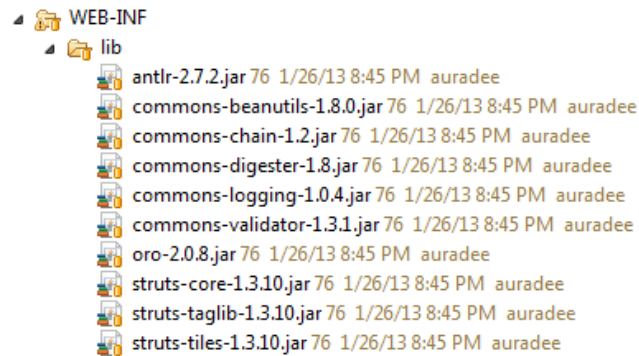 WEB-INF
lib
antlr-2.7.2.jar 76 1/26/13 8:45 PM auradee
commons-beanutils-1.8.0.jar 76 1/26/13 8:45 PM auradee
commons-chain-1.2.jar 76 1/26/13 8:45 PM auradee
commons-digester-1.8.jar 76 1/26/13 8:45 PM auradee
commons-logging-1.0.4.jar 76 1/26/13 8:45 PM auradee
commons-validator-1.3.1.jar 76 1/26/13 8:45 PM auradee
oro-2.0.8.jar 76 1/26/13 8:45 PM auradee
struts-core-1.3.10.jar 76 1/26/13 8:45 PM auradee
struts-taglib-1.3.10.jar 76 1/26/13 8:45 PM auradee
struts-tiles-1.3.10.jar 76 1/26/13 8:45 PM auradee